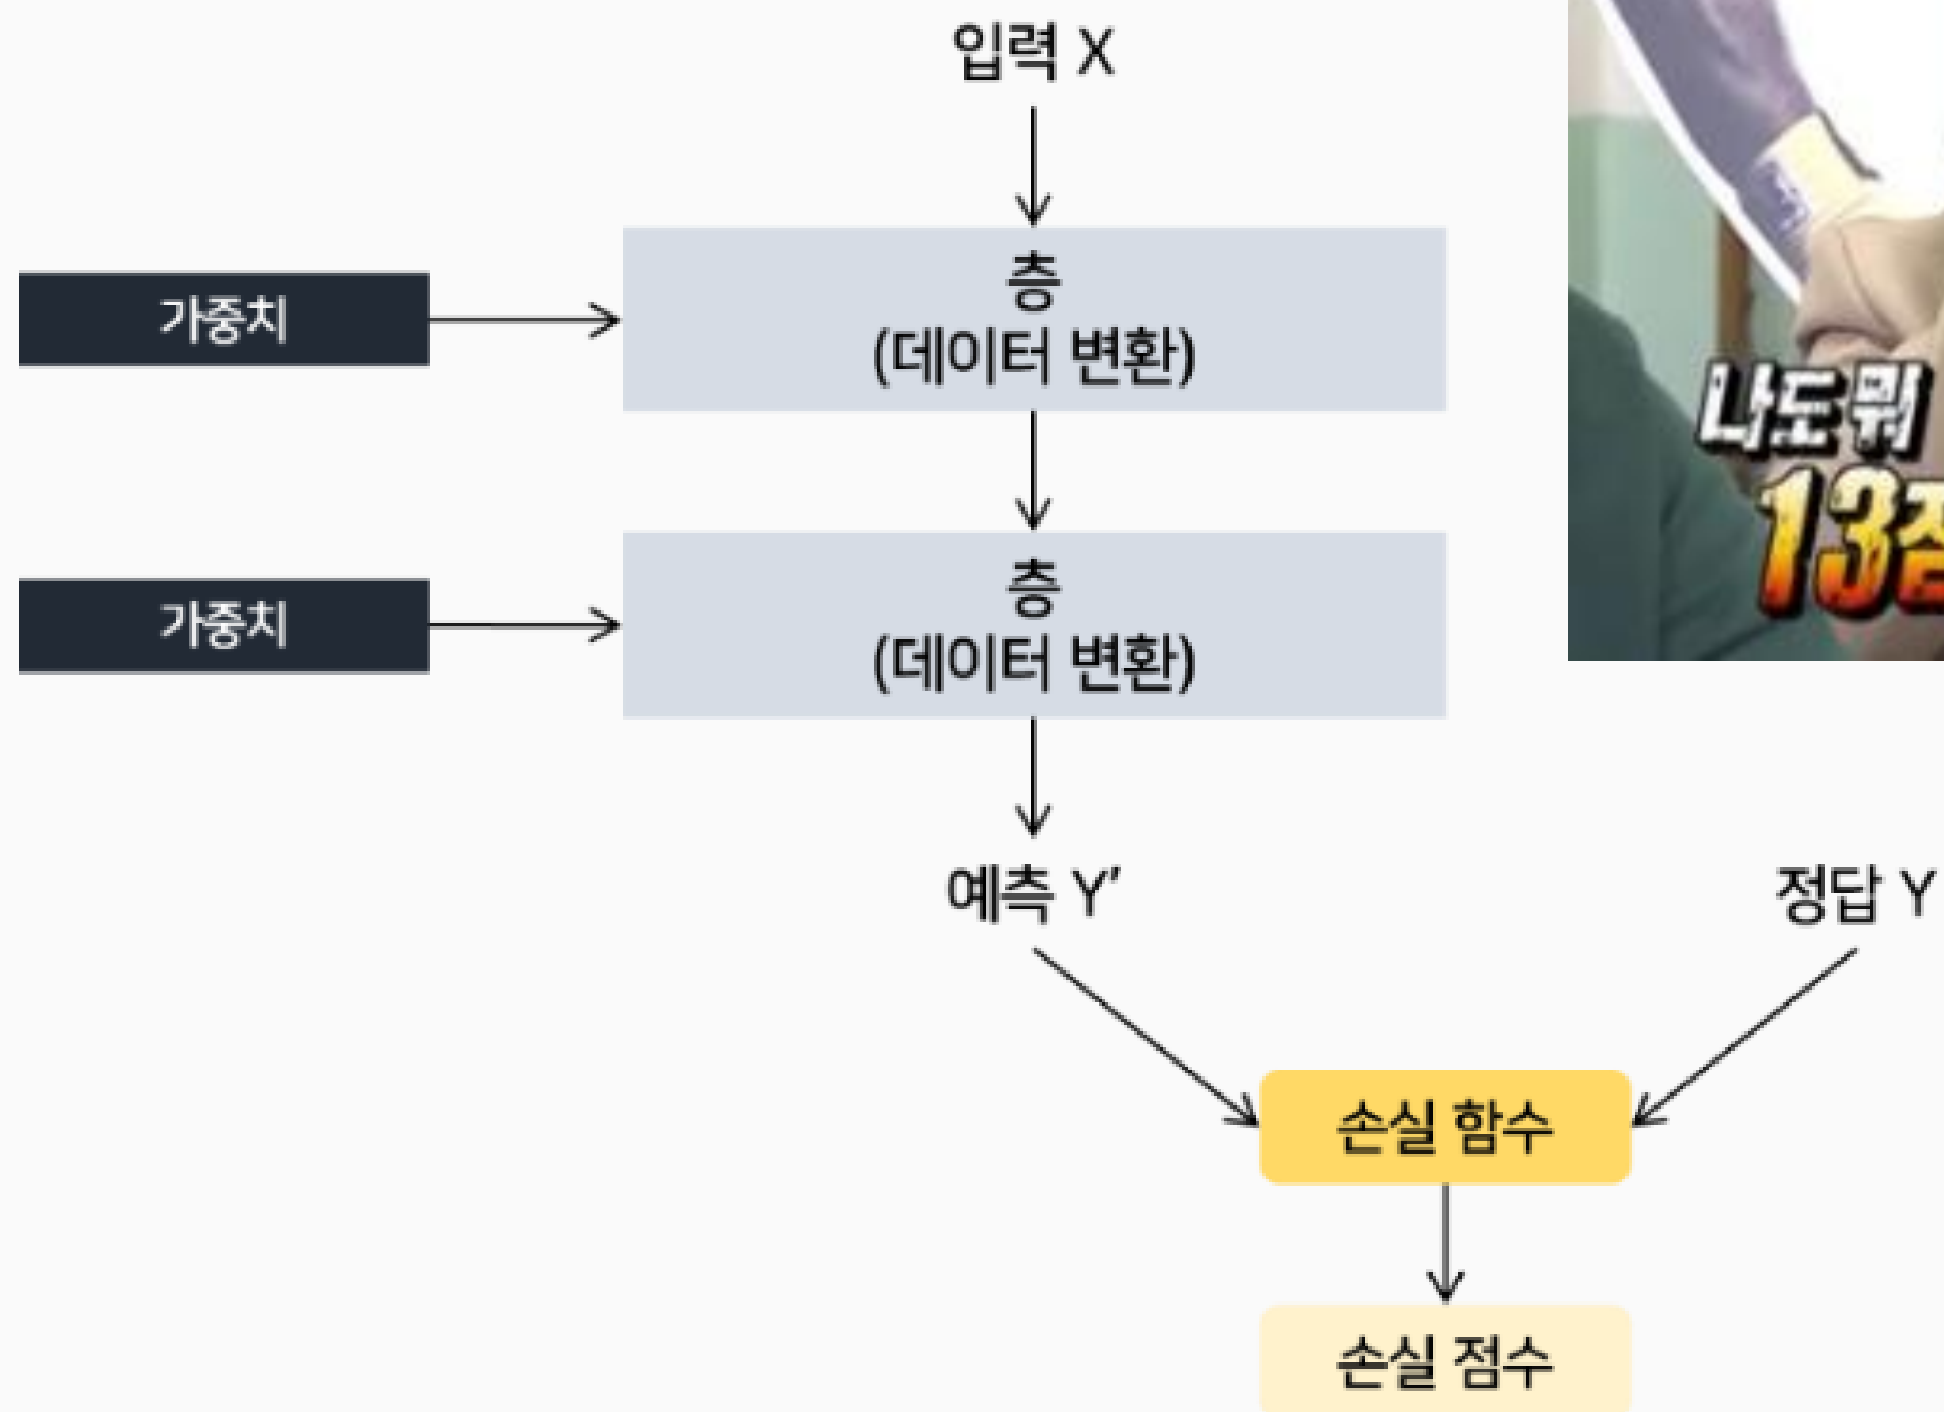 입력 X
층
(데이터 변환)
가중치
층
(데이터 변환)
가중치
나도 뭐
13
예측 Y'
정답 Y
손실 함수
손실 점수